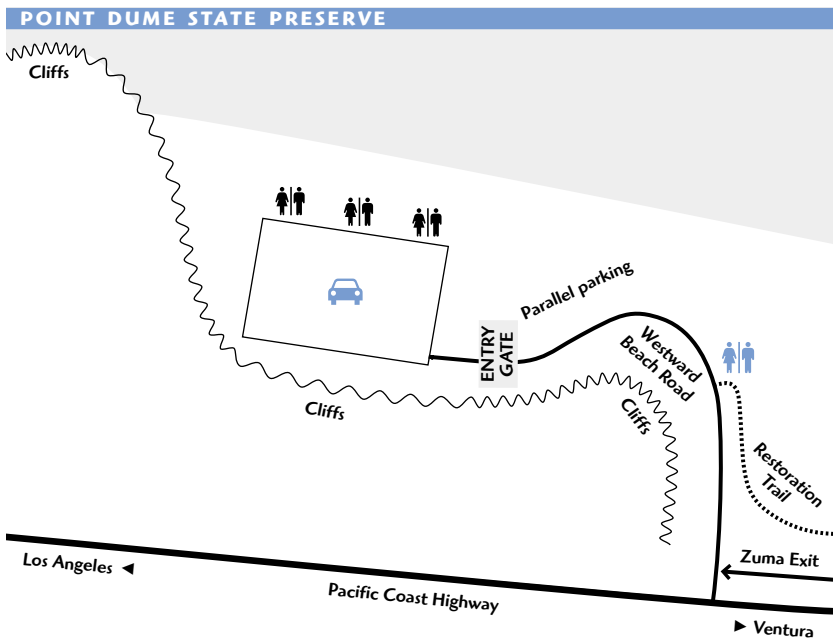 POINT DUME STATE PRESERVE
Cliffs
Parallel parking
ENTRY
GATE
Westward
Beach Road
Cliffs
Cliffs
Restoration
Trail
Zuma Exit
Los Angeles ◄
Pacific Coast Highway
► Ventura